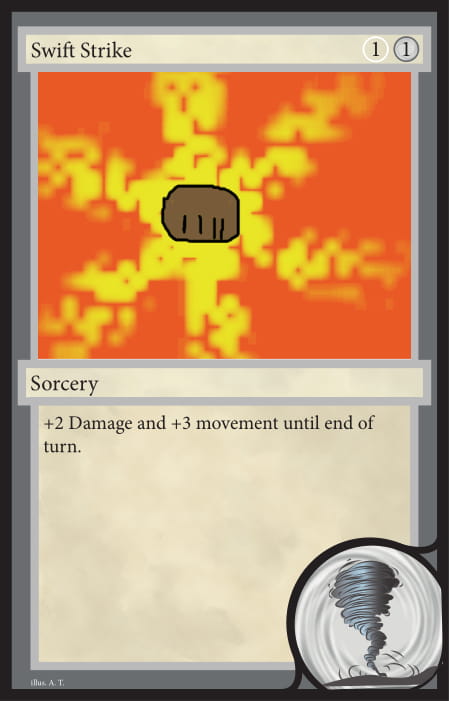 Swift Strike 1 1
Sorcery
+2 Damage and +3 movement until end of
turn.
illus. A. T.